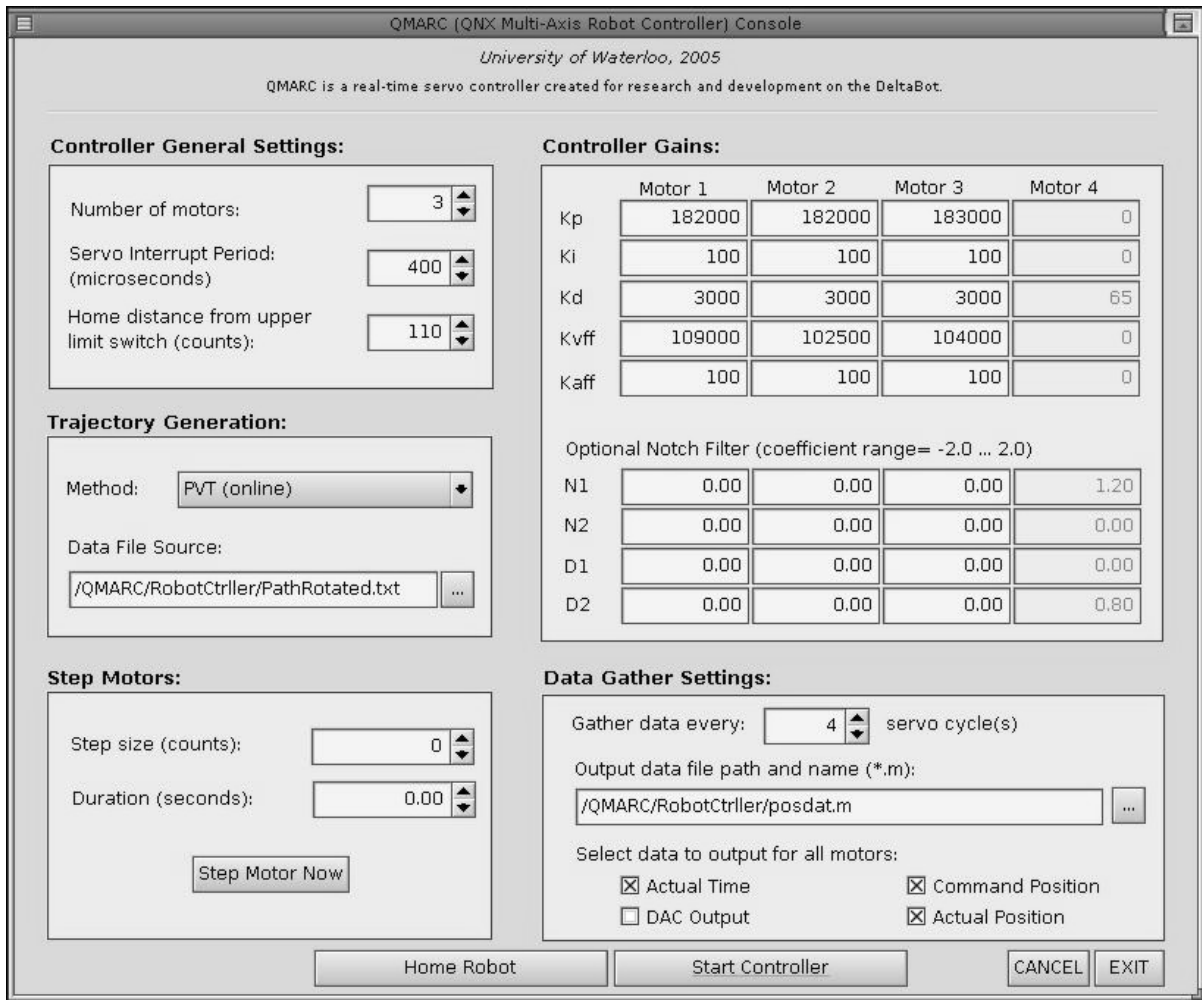 QMARC (QNX Multi-Axis Robot Controller) Console
University of Waterloo, 2005
QMARC is a real-time servo controller created for research and development on the DeltaBot.
Controller General Settings:
Number of motors: 3
Servo Interrupt Period:
(microseconds) 400
Home distance from upper
limit switch (counts): 110
Trajectory Generation:
Method: PVT (online)
Data File Source:
/QMARC/RobotCtrller/PathRotated.txt ...
Step Motors:
Step size (counts): 0
Duration (seconds): 0.00
Step Motor Now
Controller Gains:
Motor 1 Motor 2 Motor 3 Motor 4
Kp 182000 182000 183000 0
Ki 100 100 100 0
Kd 3000 3000 3000 65
Kvff 109000 102500 104000 0
Kaff 100 100 100 0
Optional Notch Filter (coefficient range= -2.0 ... 2.0)
N1 0.00 0.00 0.00 1.20
N2 0.00 0.00 0.00 0.00
D1 0.00 0.00 0.00 0.00
D2 0.00 0.00 0.00 0.80
Data Gather Settings:
Gather data every: 4 servo cycle(s)
Output data file path and name (*.m):
/QMARC/RobotCtrller/posdat.m ...
Select data to output for all motors:
Actual Time Command Position
DAC Output Actual Position
Home Robot Start Controller CANCEL EXIT